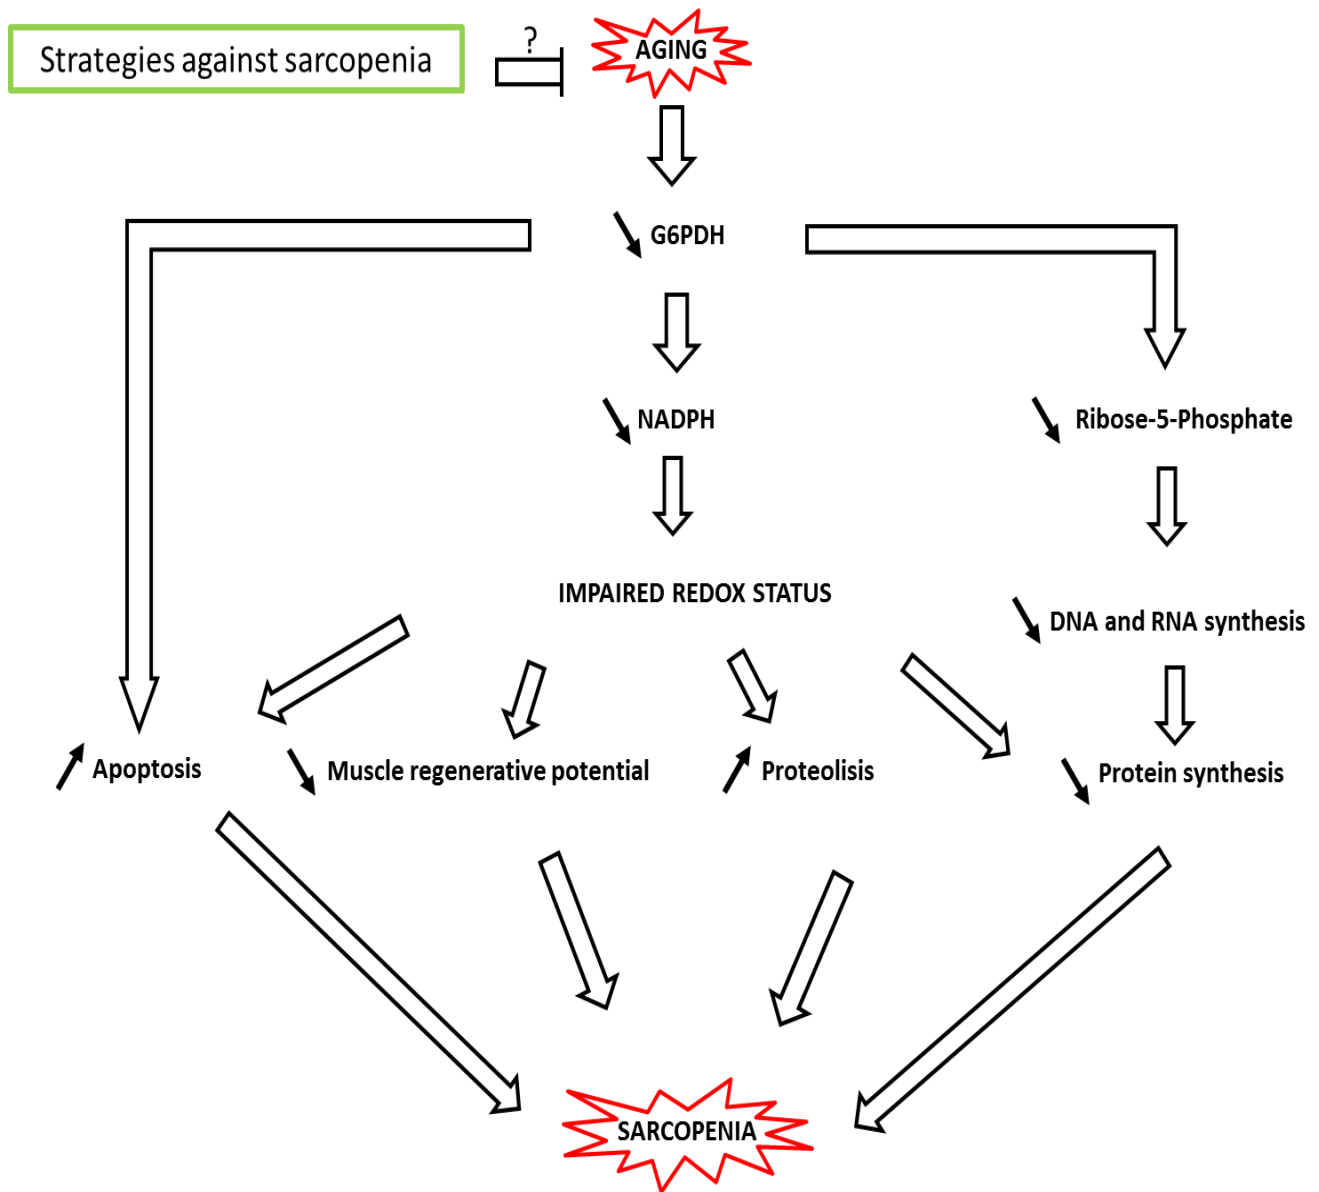 Strategies against sarcopenia
?
AGING
G6PDH
NADPH
Ribose-5-Phosphate
IMPAIRED REDOX STATUS
DNA and RNA synthesis
Apoptosis
Muscle regenerative potential
Proteolisis
Protein synthesis
SARCOPENIA